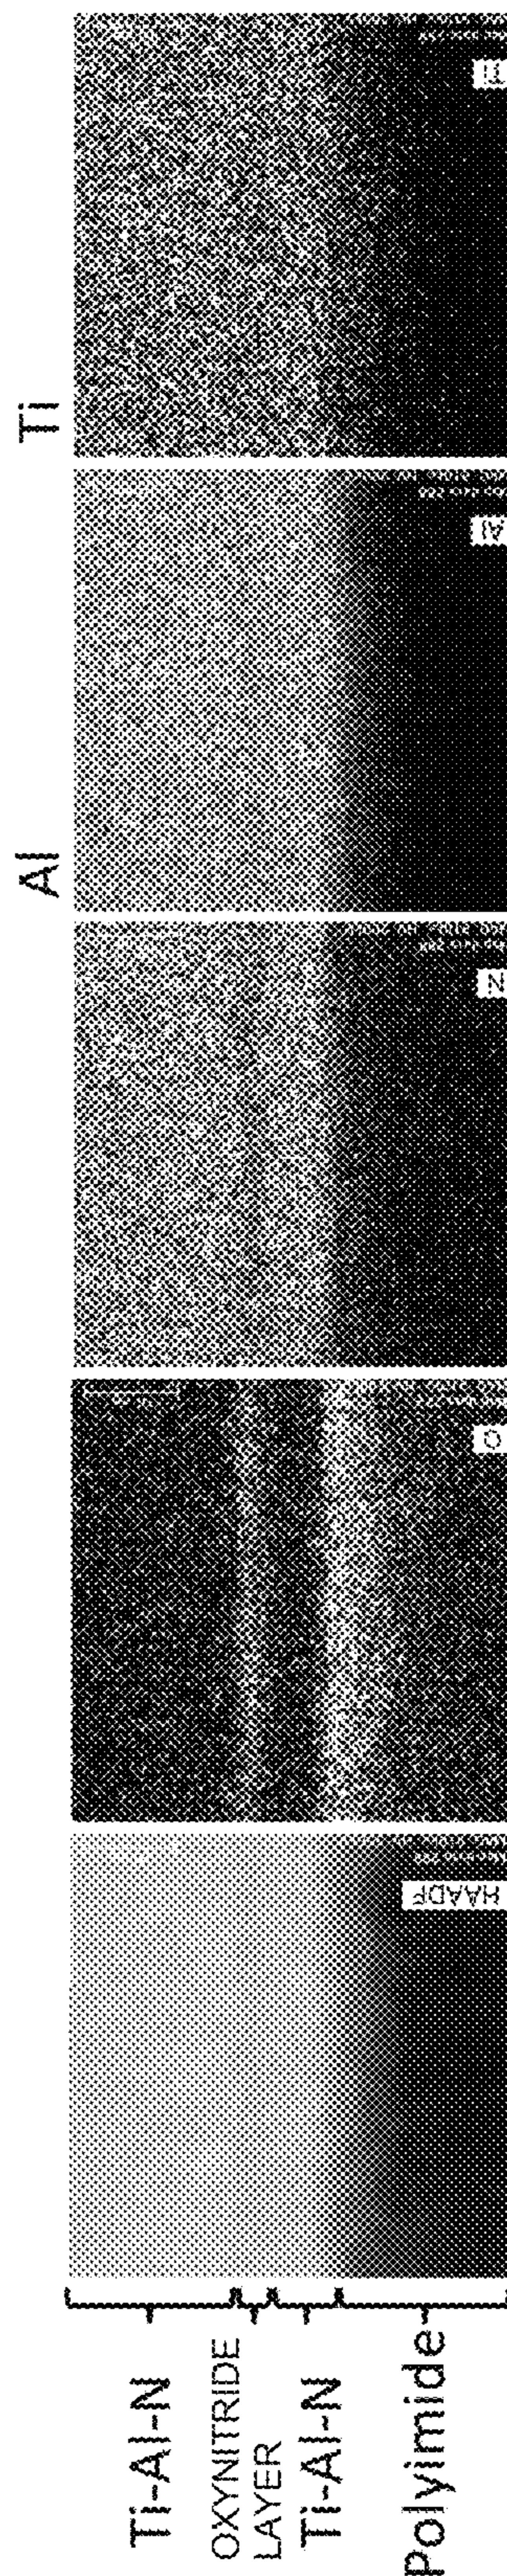 Ti-Al-N
OXYNITRIDE
LAYER
Ti-Al-N
Polyimide
HAADF
O
N
Al
Ti
Al
Ti